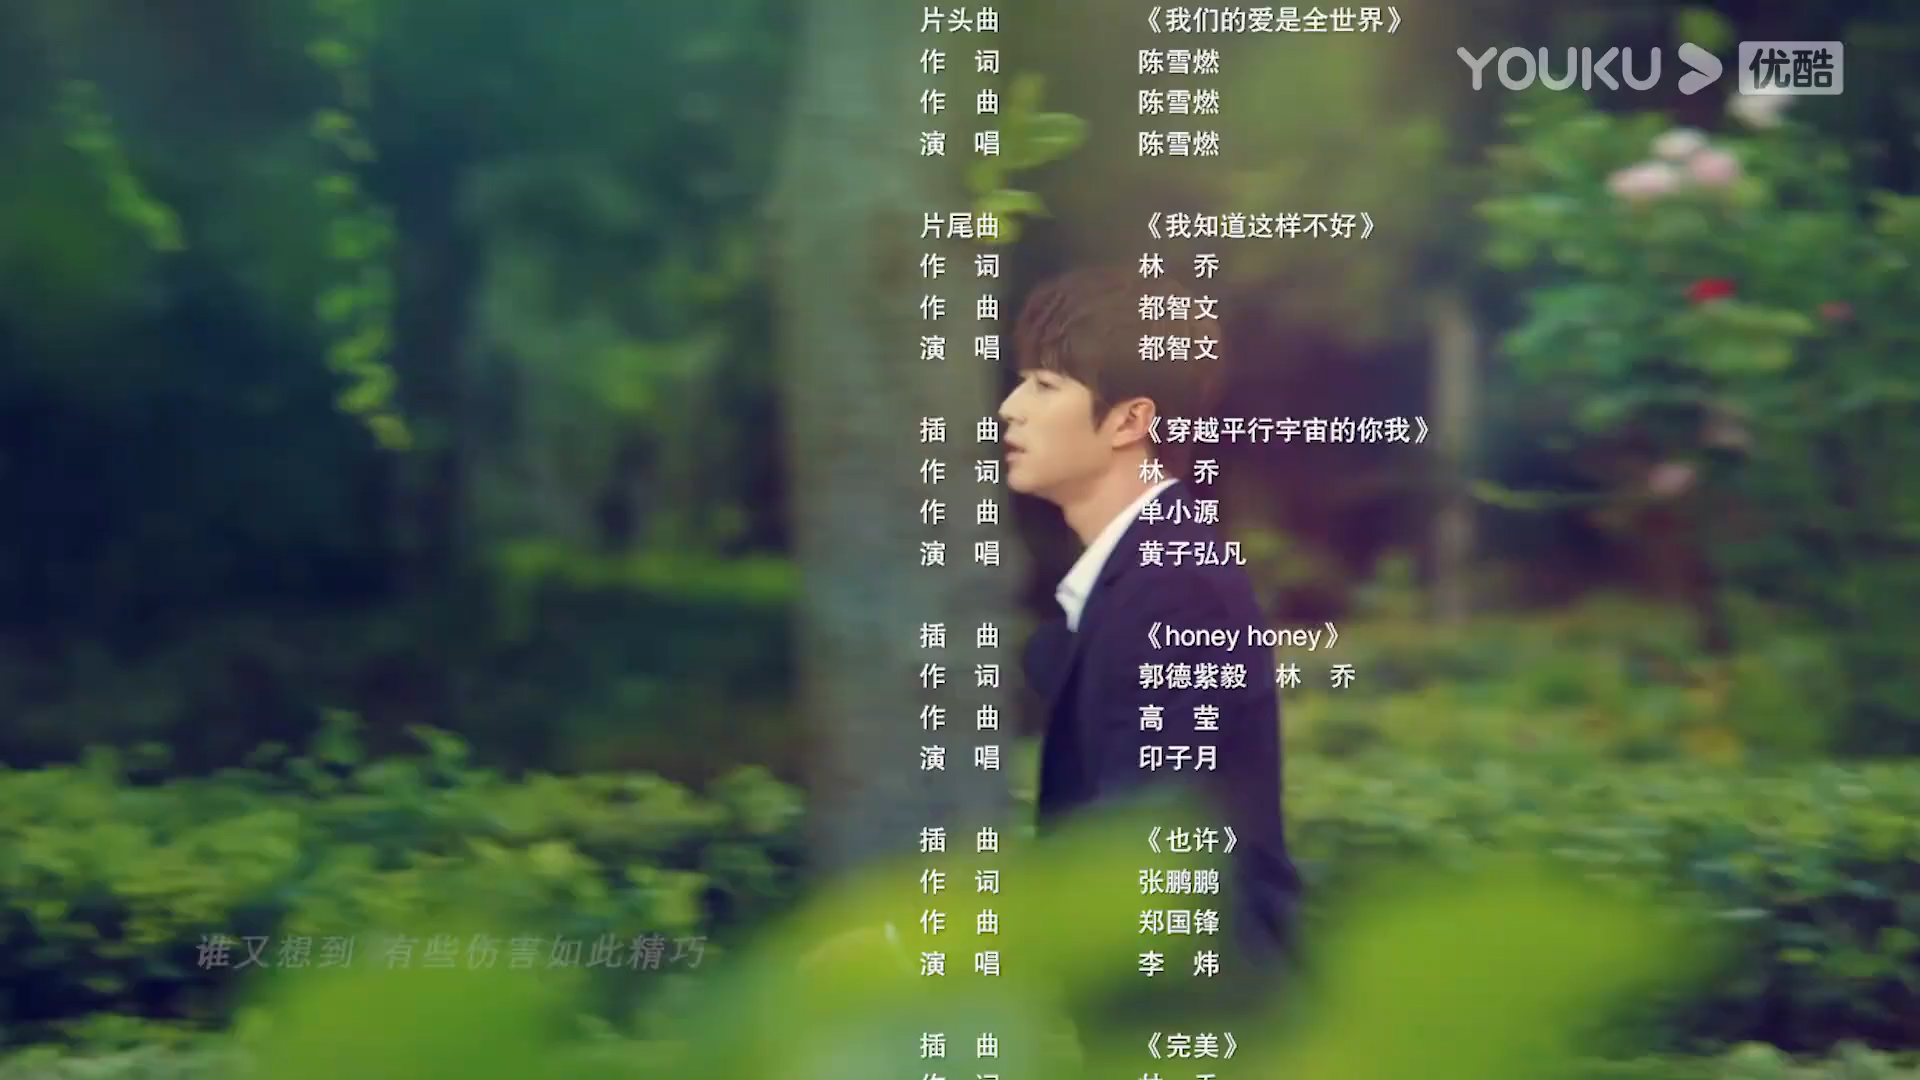 片头曲 《我们的爱是全世界》
YOUKU 优酷
作 词 陈雪燃
作 曲 陈雪燃
演 唱 陈雪燃
片尾曲 《我知道这样不好》
作 词 林 乔
作 曲 都智文
演 唱 都智文
插 曲 《穿越平行宇宙的你我》
作 词 林 乔
作 曲 单小源
演 唱 黄子弘凡
插 曲 《honey honey》
作 词 郭德紫毅 林 乔
作 曲 高 莹
演 唱 印子月
插 曲 《也许》
作 词 张鹏鹏
作 曲 郑国锋
谁又想到 有些伤害如此精巧
演 唱 李 炜
插 曲 《完美》